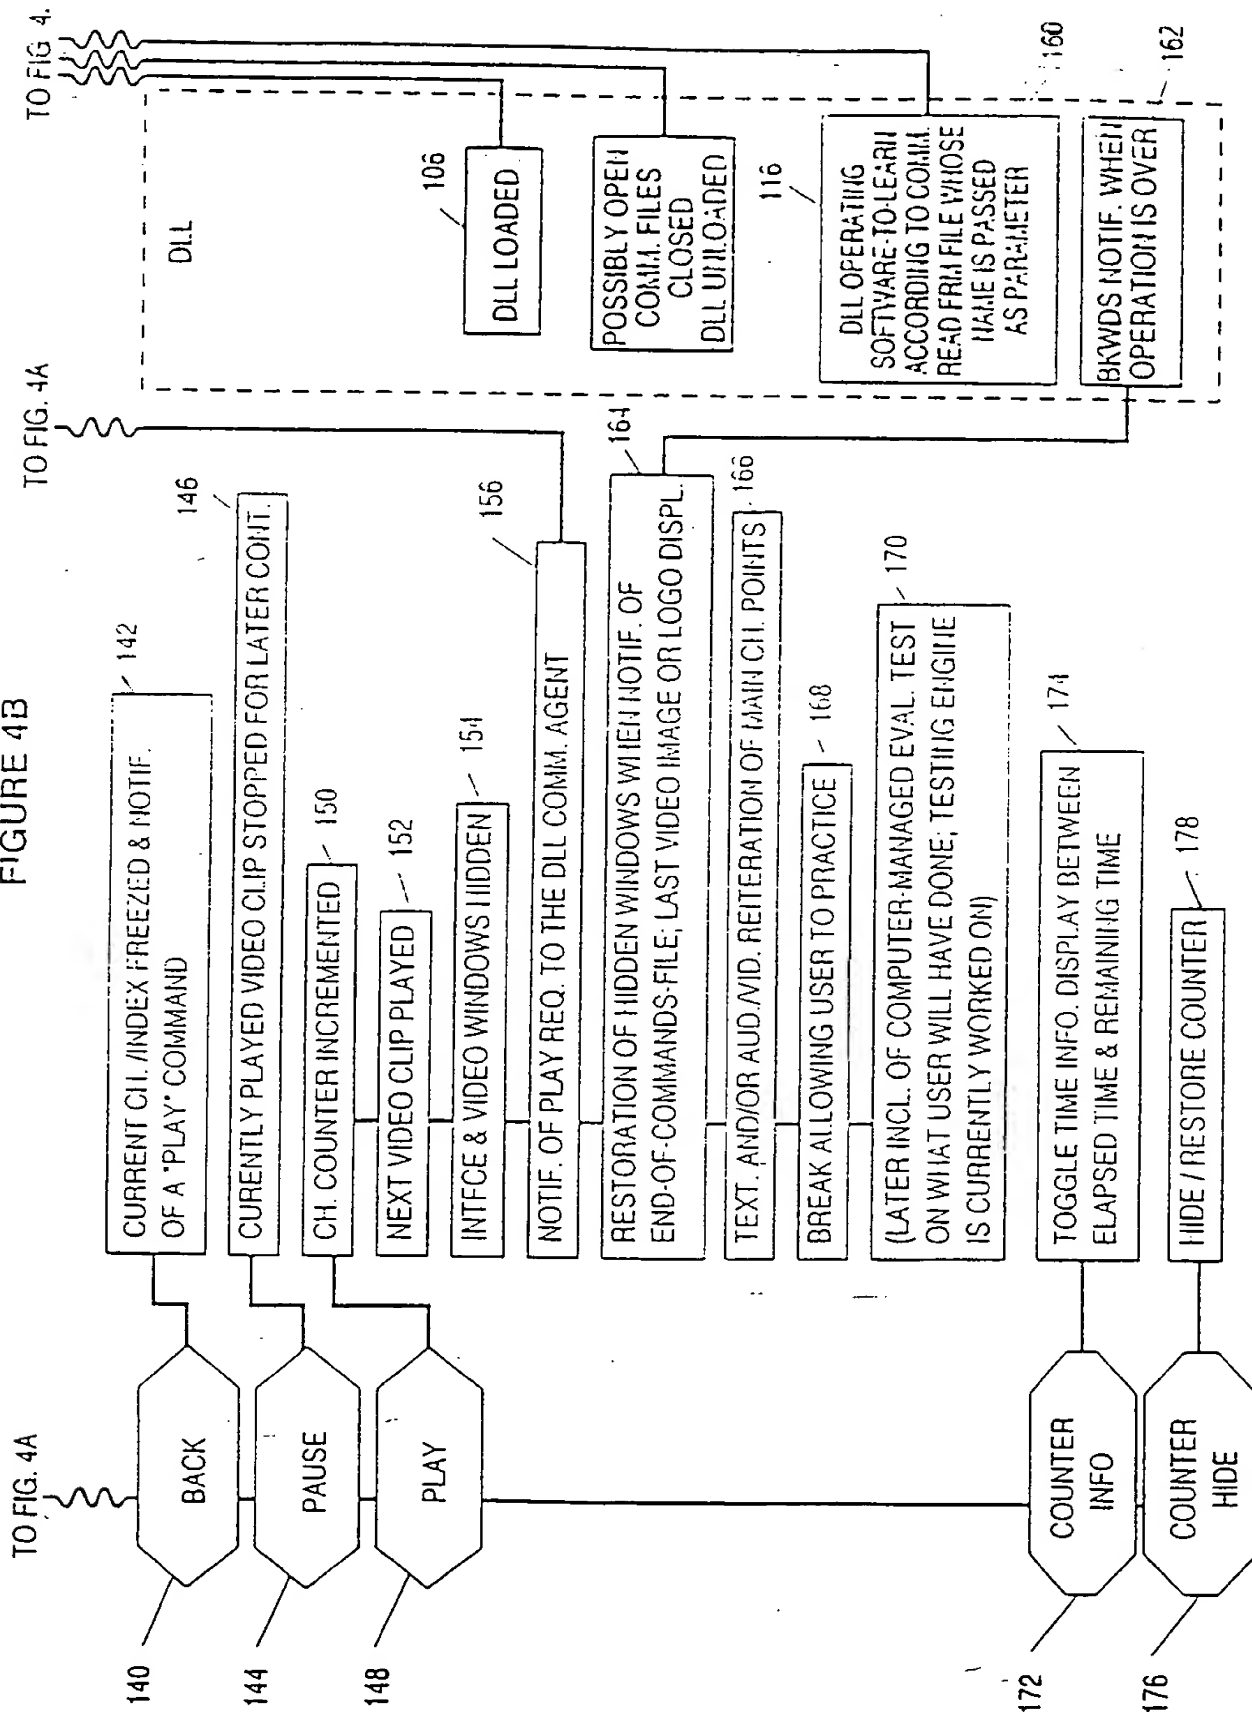 FIGURE 4B
TO FIG. 4A
TO FIG. 4A
TO FIG 4.
140
BACK
142
CURRENT CH./INDEX FREEZED & NOTIF.
OF A "PLAY" COMMAND
144
PAUSE
146
CURENTLY PLAYED VIDEO CLIP STOPPED FOR LATER CONT.
148
PLAY
150
CH. COUNTER INCREMENTED
152
NEXT VIDEO CLIP PLAYED
154
INTFCE & VIDEO WINDOWS HIDDEN
156
NOTIF. OF PLAY REQ. TO THE DLL COMM. AGENT
164
RESTORATION OF HIDDEN WINDOWS WHEN NOTIF. OF
END-OF-COMMANDS-FILE; LAST VIDEO IMAGE OR LOGO DISPL.
166
TEXT. AND/OR AUD./VID. REITERATION OF MAIN CH. POINTS
168
BREAK ALLOWING USER TO PRACTICE
170
(LATER INCL. OF COMPUTER-MANAGED EVAL. TEST
ON WHAT USER WILL HAVE DONE; TESTING ENGINE
IS CURRENTLY WORKED ON)
172
COUNTER
INFO
174
TOGGLE TIME INFO. DISPLAY BETWEEN
ELAPSED TIME & REMAINING TIME
176
COUNTER
HIDE
178
HIDE / RESTORE COUNTER
DLL
106
DLL LOADED
POSSIBLY OPEN
COMM. FILES
CLOSED
DLL UNLOADED
116
DLL OPERATING
SOFTWARE-TO-LEARN
ACCORDING TO COMM.
READ FRM FILE WHOSE
NAME IS PASSED
AS PARAMETER
160
BKWDS NOTIF. WHEN
OPERATION IS OVER
162